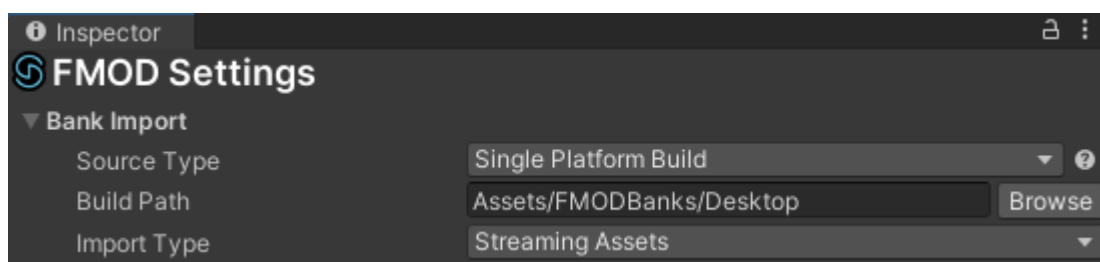 Inspector
FMOD Settings
Bank Import
Source Type Single Platform Build
Build Path Assets/FMODBanks/Desktop Browse
Import Type Streaming Assets